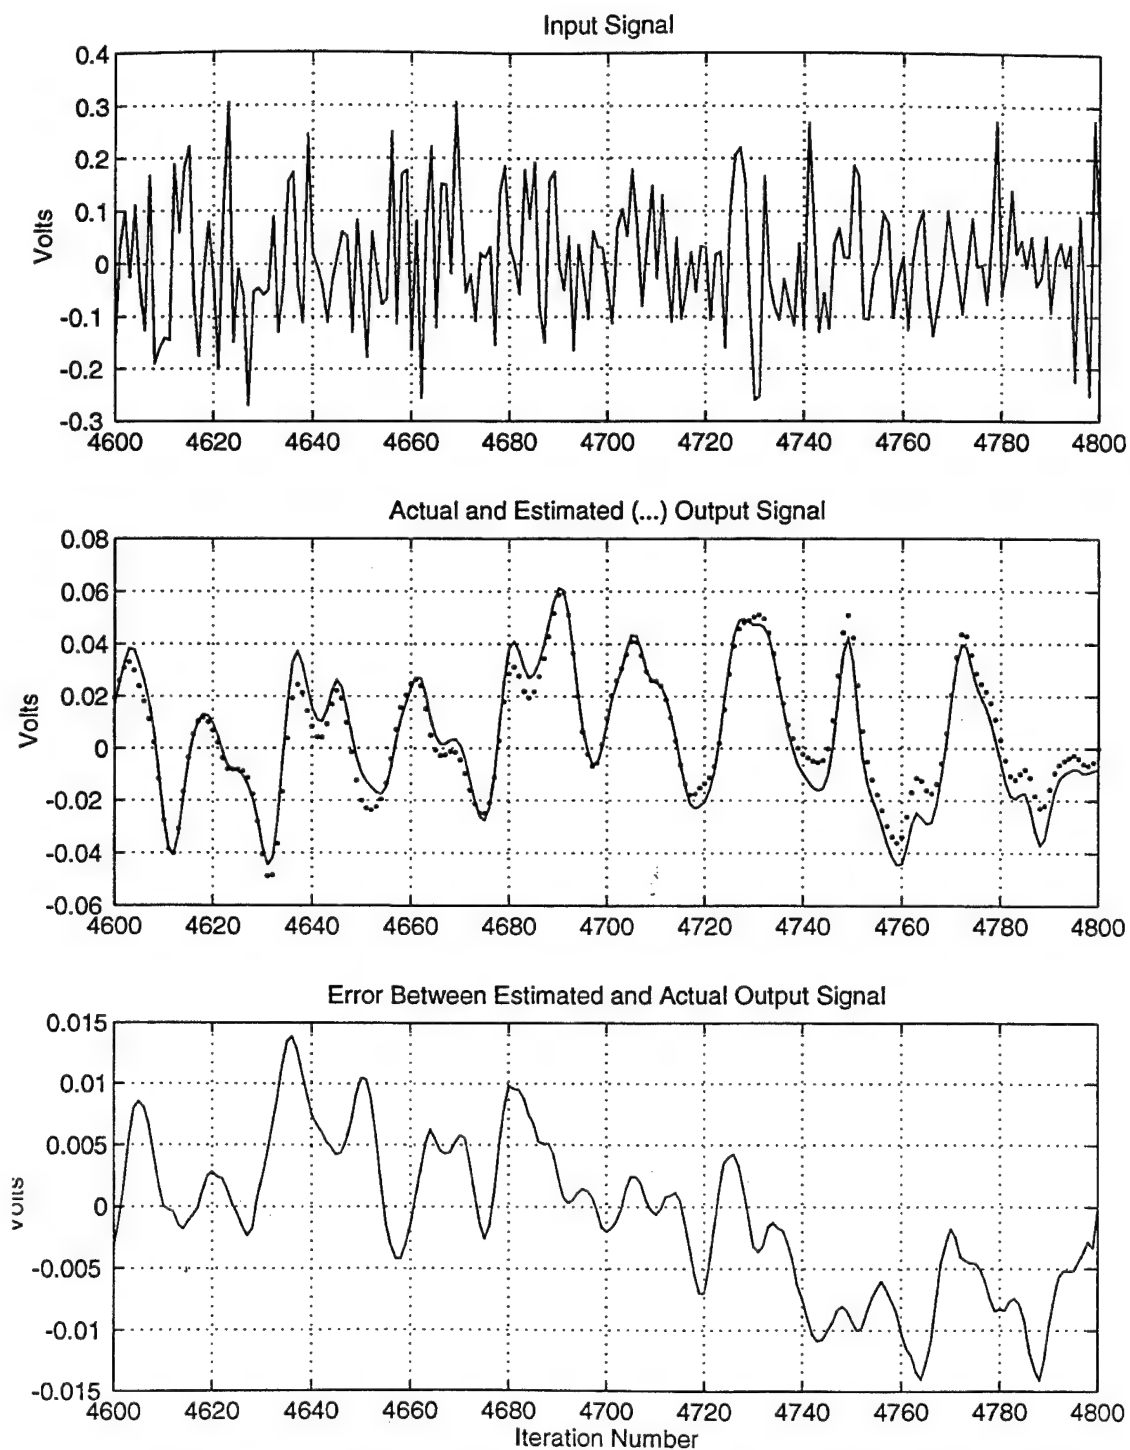 Input Signal
0.4
0.3
0.2
0.1
0
-0.1
-0.2
-0.3
Volts
4600 4620 4640 4660 4680 4700 4720 4740 4760 4780 4800
Actual and Estimated (...) Output Signal
0.08
0.06
0.04
0.02
0
-0.02
-0.04
-0.06
Volts
4600 4620 4640 4660 4680 4700 4720 4740 4760 4780 4800
Error Between Estimated and Actual Output Signal
0.015
0.01
0.005
0
-0.005
-0.01
-0.015
Volts
4600 4620 4640 4660 4680 4700 4720 4740 4760 4780 4800
Iteration Number